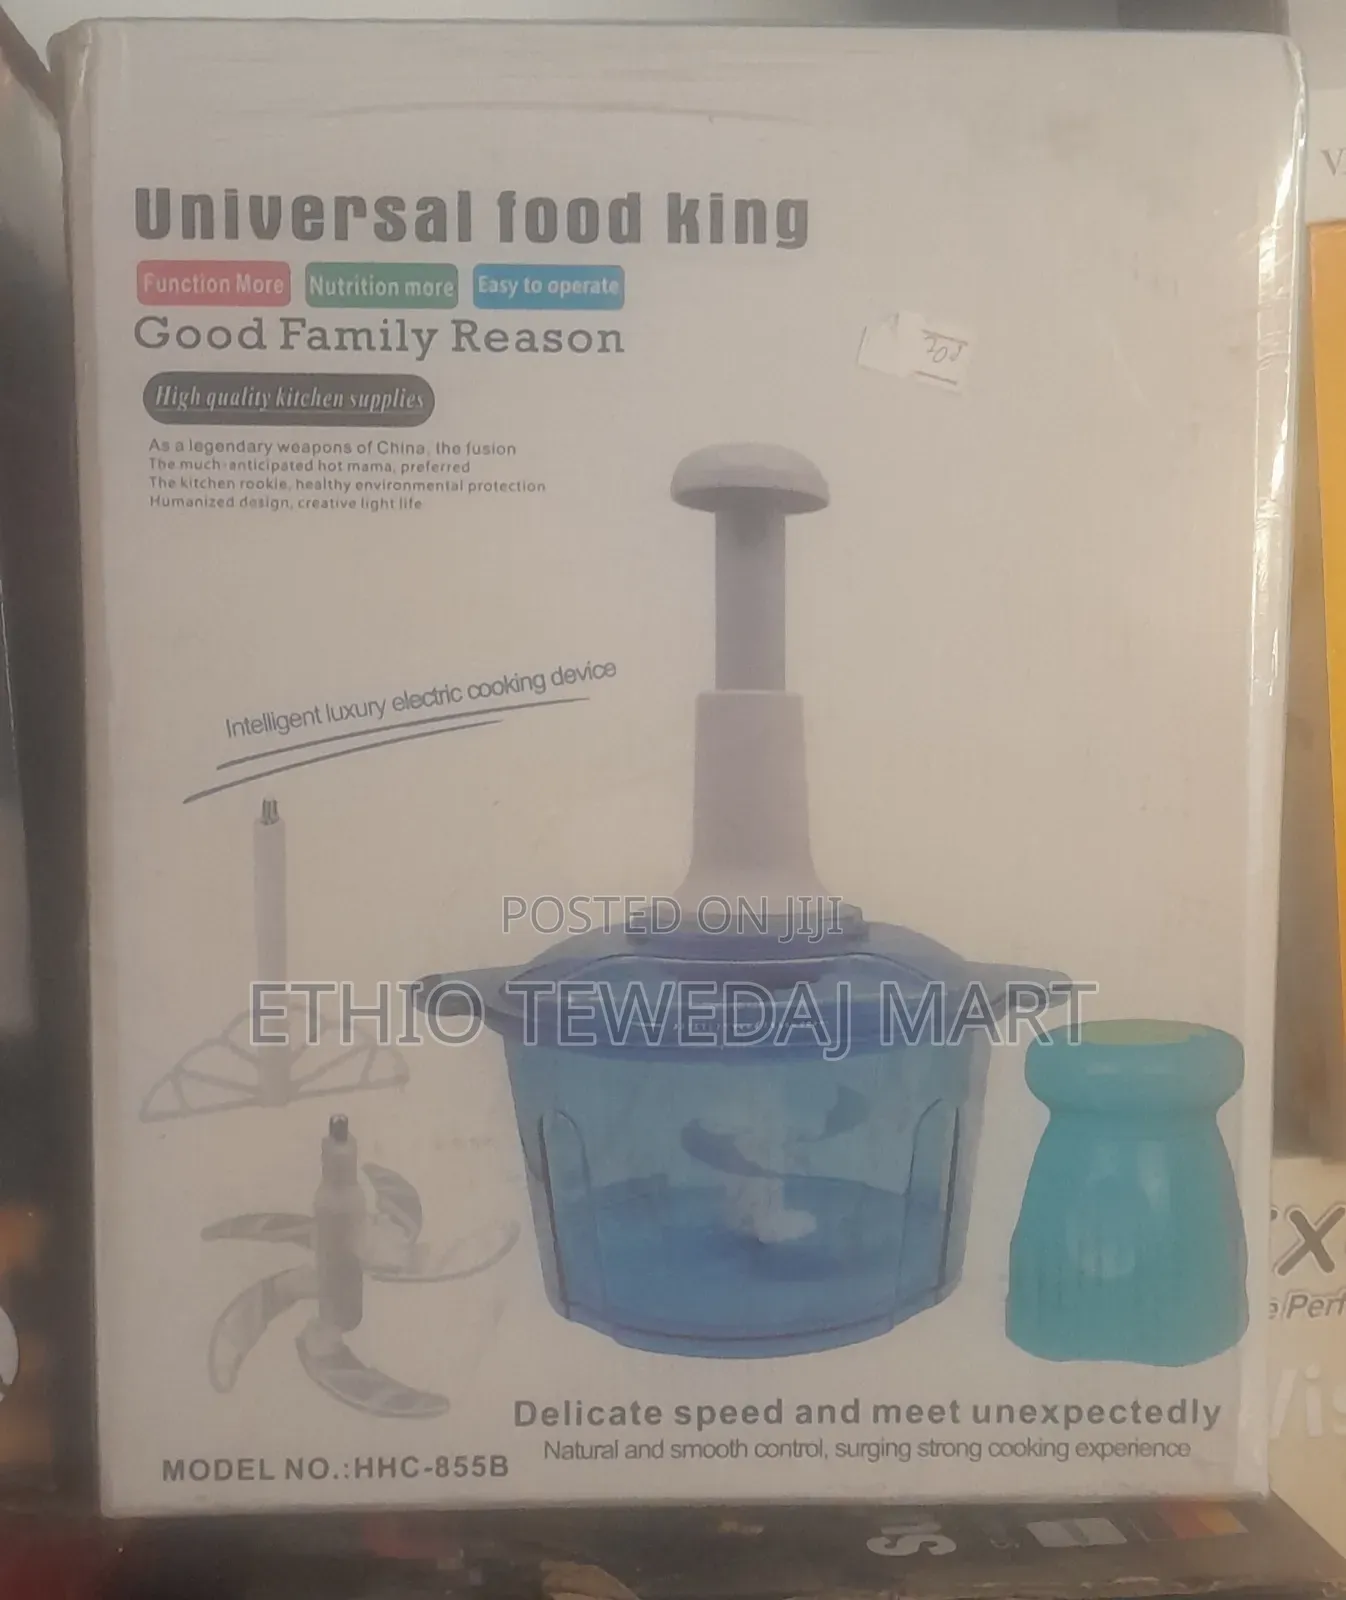 Universal food king
Function More Nutrition more Easy to operate
Good Family Reason
High quality kitchen supplies
As a legendary weapons of China, the fusion
The much-anticipated hot mama, preferred
The kitchen rookie, healthy environmental protection
Humanized design, creative light life
Intelligent luxury electric cooking device
POSTED ON JIJI
ETHIO TEWEDAJ MART
Delicate speed and meet unexpectedly
Natural and smooth control, surging strong cooking experience
MODEL NO.:HHC-855B